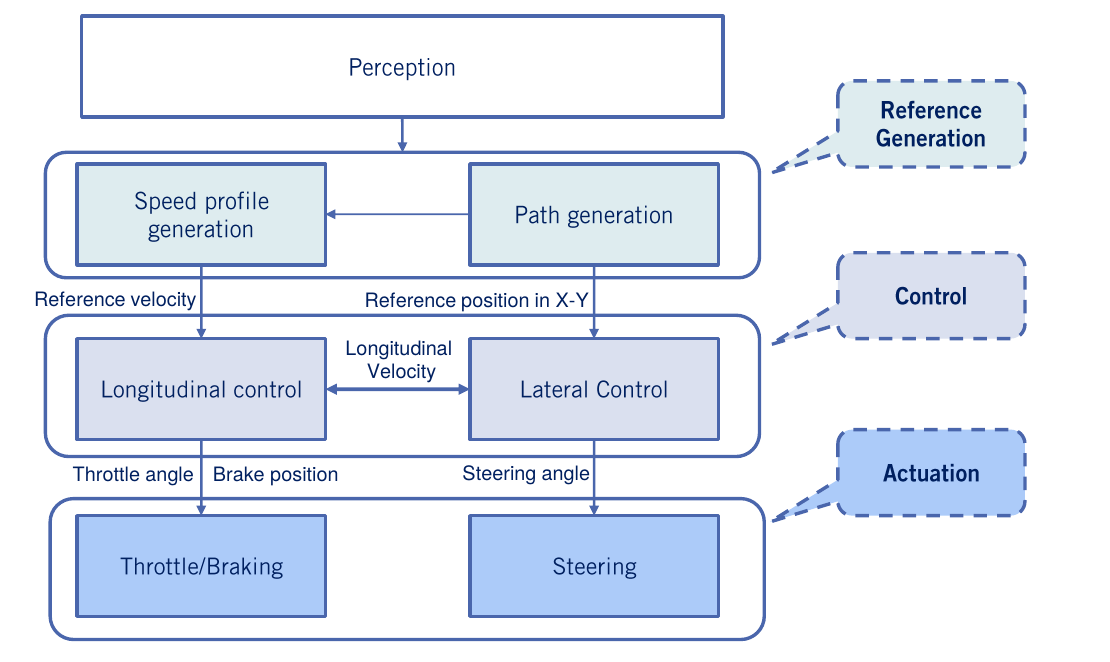 Perception
Reference
Generation
Speed profile
generation
Path generation
Reference velocity
Reference position in X-Y
Control
Longitudinal
Velocity
Longitudinal control
Lateral Control
Throttle angle
Brake position
Steering angle
Actuation
Throttle/Braking
Steering